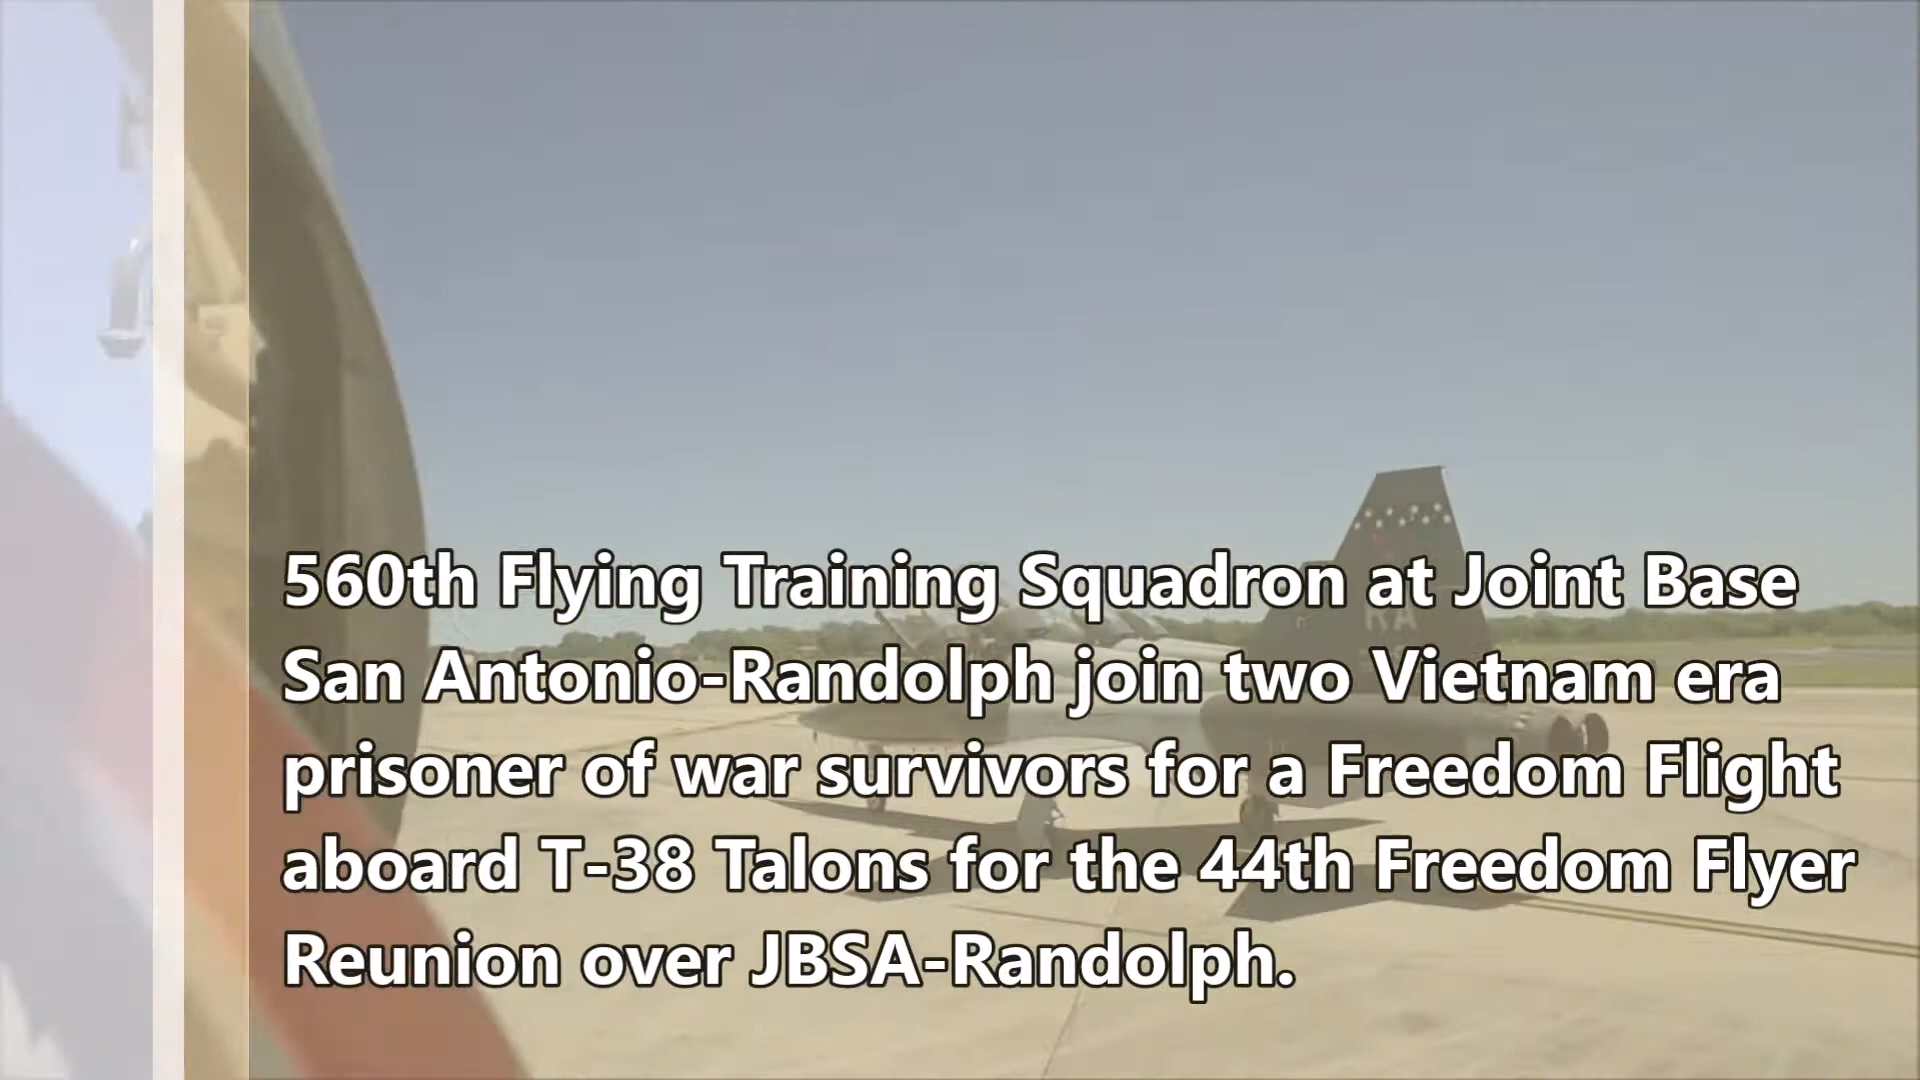 560th Flying Training Squadron at Joint Base
San Antonio-Randolph join two Vietnam era
prisoner of war survivors for a Freedom Flight
aboard T-38 Talons for the 44th Freedom Flyer
Reunion over JBSA-Randolph.
RA